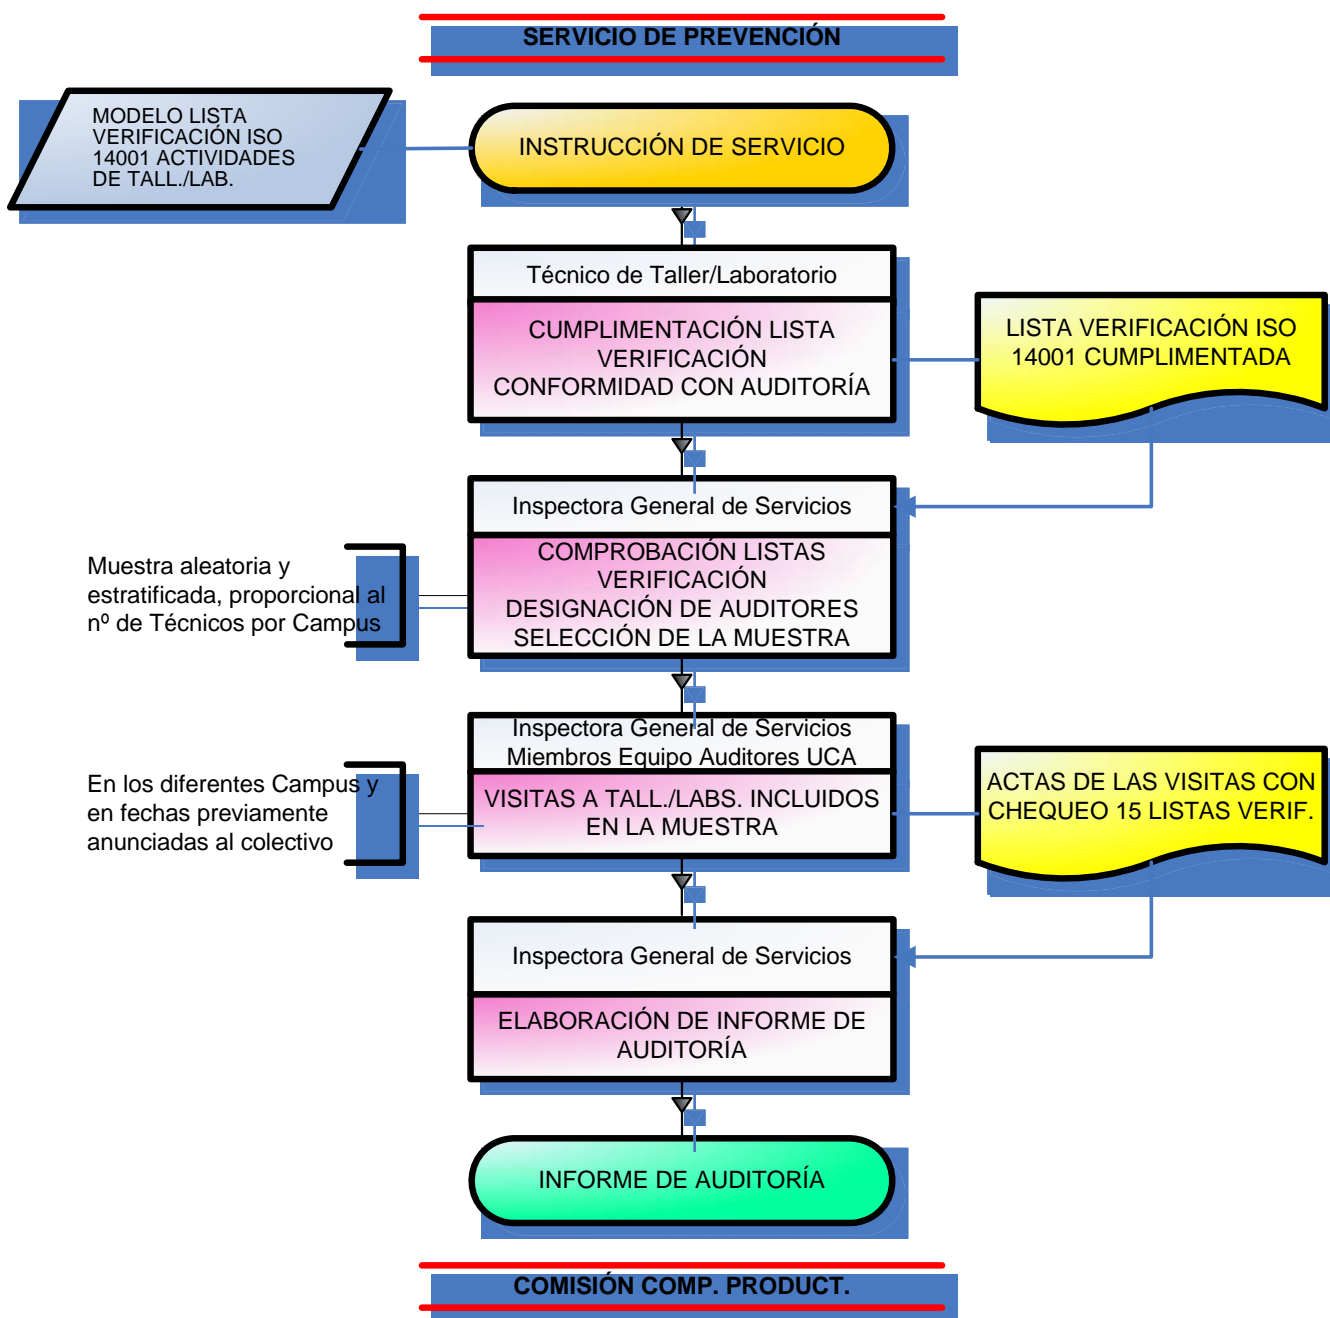 SERVICIO DE PREVENCIÓN
MODELO LISTA
VERIFICACIÓN ISO
14001 ACTIVIDADES
DE TALL./LAB.
INSTRUCCIÓN DE SERVICIO
Técnico de Taller/Laboratorio
CUMPLIMENTACIÓN LISTA
VERIFICACIÓN
CONFORMIDAD CON AUDITORÍA
LISTA VERIFICACIÓN ISO
14001 CUMPLIMENTADA
Inspectora General de Servicios
COMPROBACIÓN LISTAS
VERIFICACIÓN
DESIGNACIÓN DE AUDITORES
SELECCIÓN DE LA MUESTRA
Muestra aleatoria y
estratificada, proporcional al
nº de Técnicos por Campus
Inspectora General de Servicios
Miembros Equipo Auditores UCA
VISITAS A TALL./LABS. INCLUIDOS
EN LA MUESTRA
En los diferentes Campus y
en fechas previamente
anunciadas al colectivo
ACTAS DE LAS VISITAS CON
CHEQUEO 15 LISTAS VERIF.
Inspectora General de Servicios
ELABORACIÓN DE INFORME DE
AUDITORÍA
INFORME DE AUDITORÍA
COMISIÓN COMP. PRODUCT.